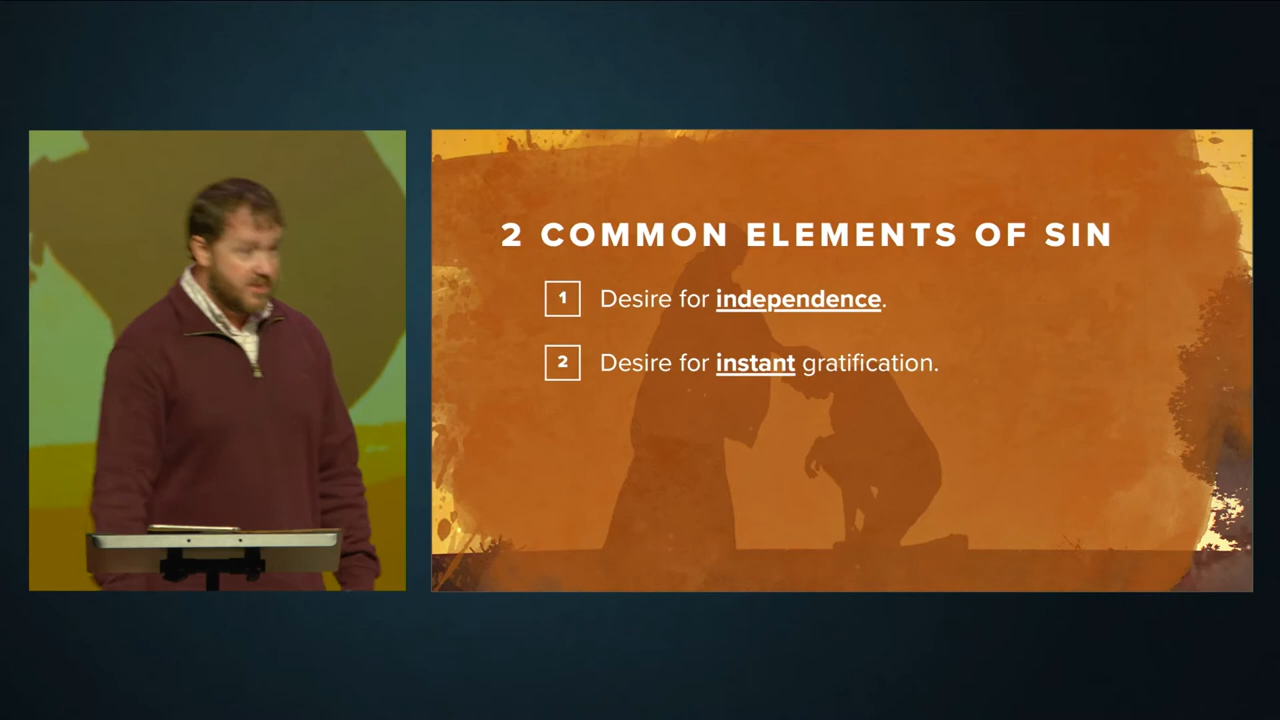 2 COMMON ELEMENTS OF SIN
1 Desire for independence.
2 Desire for instant gratification.